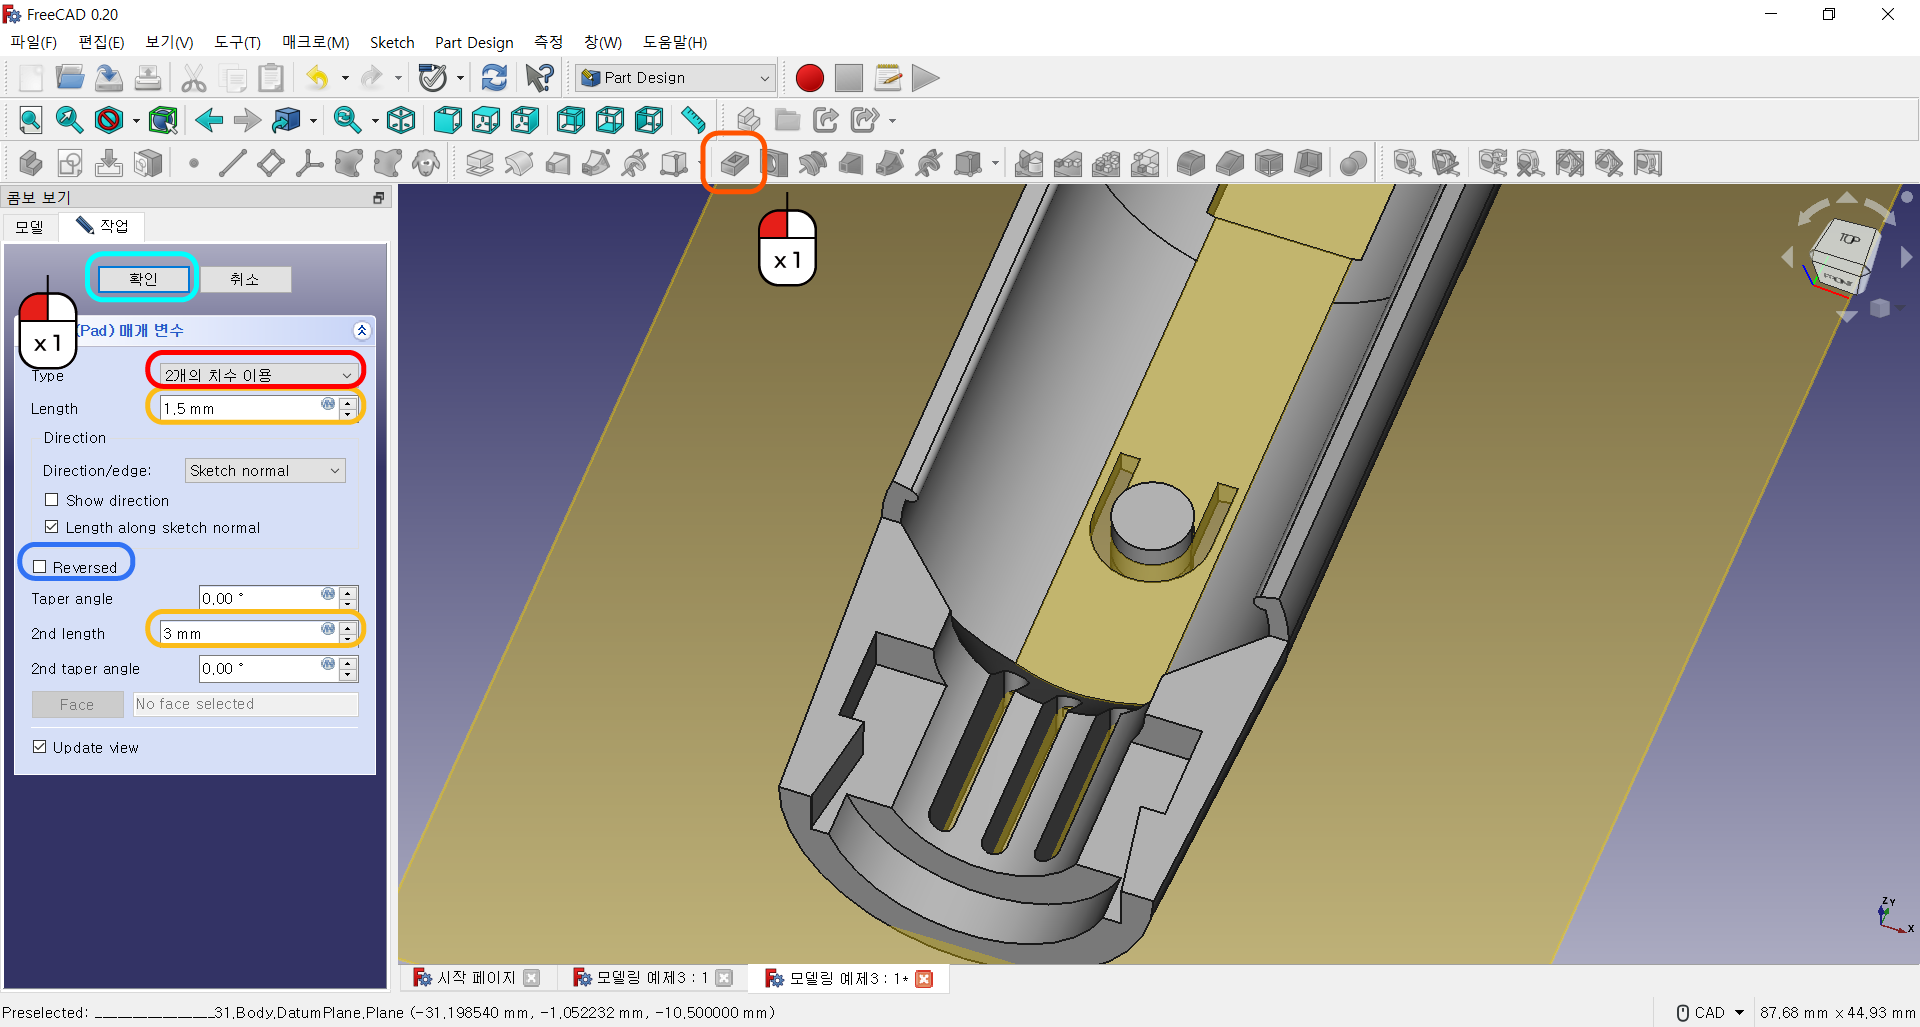 FreeCAD 0.20
파일(F) 편집(E) 보기(V) 도구(T) 매크로(M) Sketch Part Design 측정 창(W) 도움말(H)
Part Design
콤보 보기
모델 작업
확인 취소
x 1
(Pad) 매개 변수
Type 2개의 치수 이용
Length 1.5 mm
Direction
Direction/edge: Sketch normal
Show direction
Length along sketch normal
Reversed
Taper angle 0.00 °
2nd length 3 mm
2nd taper angle 0.00 °
Face No face selected
Update view
x 1
TOP
FRONT
Z Y
X
시작 페이지 모델링 예제3 : 1 모델링 예제3 : 1*
Preselected: ________________31.Body.DatumPlane.Plane (-31.198540 mm, -1.052232 mm, -10.500000 mm)
CAD 87.68 mm x 44.93 mm